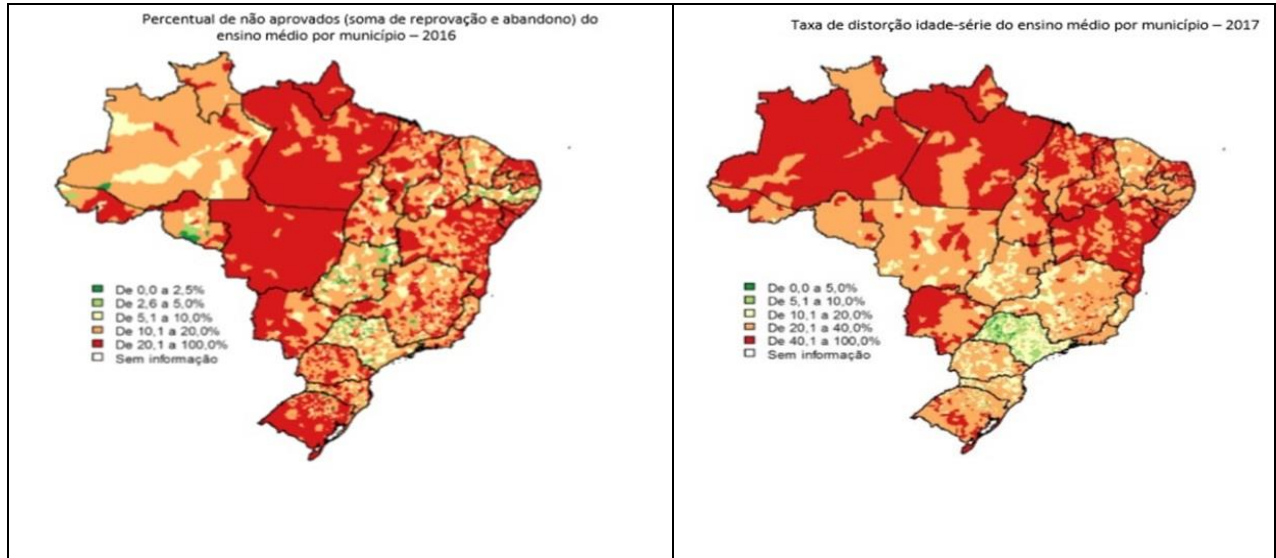 Percentual de não aprovados (soma de reprovação e abandono) do
ensino médio por município – 2016
De 0,0 a 2,5%
De 2,6 a 5,0%
De 5,1 a 10,0%
De 10,1 a 20,0%
De 20,1 a 100,0%
Sem informação
Taxa de distorção idade-série do ensino médio por município – 2017
De 0,0 a 5,0%
De 5,1 a 10,0%
De 10,1 a 20,0%
De 20,1 a 40,0%
De 40,1 a 100,0%
Sem informação